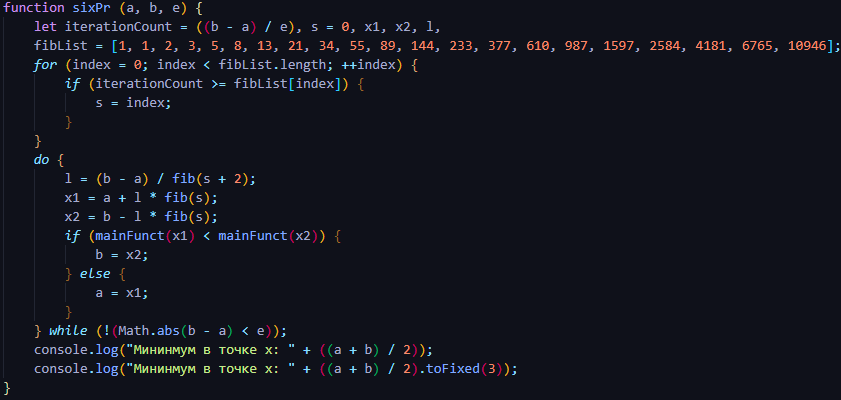 function sixPr (a, b, e) {
    let iterationCount = ((b - a) / e), s = 0, x1, x2, l,
    fibList = [1, 1, 2, 3, 5, 8, 13, 21, 34, 55, 89, 144, 233, 377, 610, 987, 1597, 2584, 4181, 6765, 10946];
    for (index = 0; index < fibList.length; ++index) {
        if (iterationCount >= fibList[index]) {
            s = index;
        }
    }
    do {
        l = (b - a) / fib(s + 2);
        x1 = a + l * fib(s);
        x2 = b - l * fib(s);
        if (mainFunct(x1) < mainFunct(x2)) {
            b = x2;
        } else {
            a = x1;
        }
    } while (!(Math.abs(b - a) < e));
    console.log("Мининмум в точке x: " + ((a + b) / 2));
    console.log("Мининмум в точке x: " + ((a + b) / 2).toFixed(3));
}